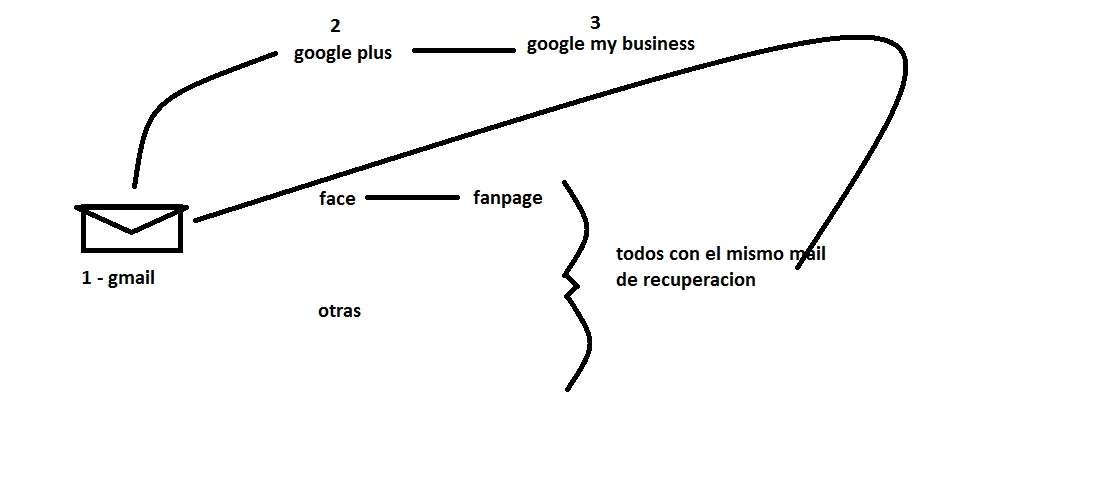 2
google plus
3
google my business
face
fanpage
1 - gmail
todos con el mismo mail
de recuperacion
otras